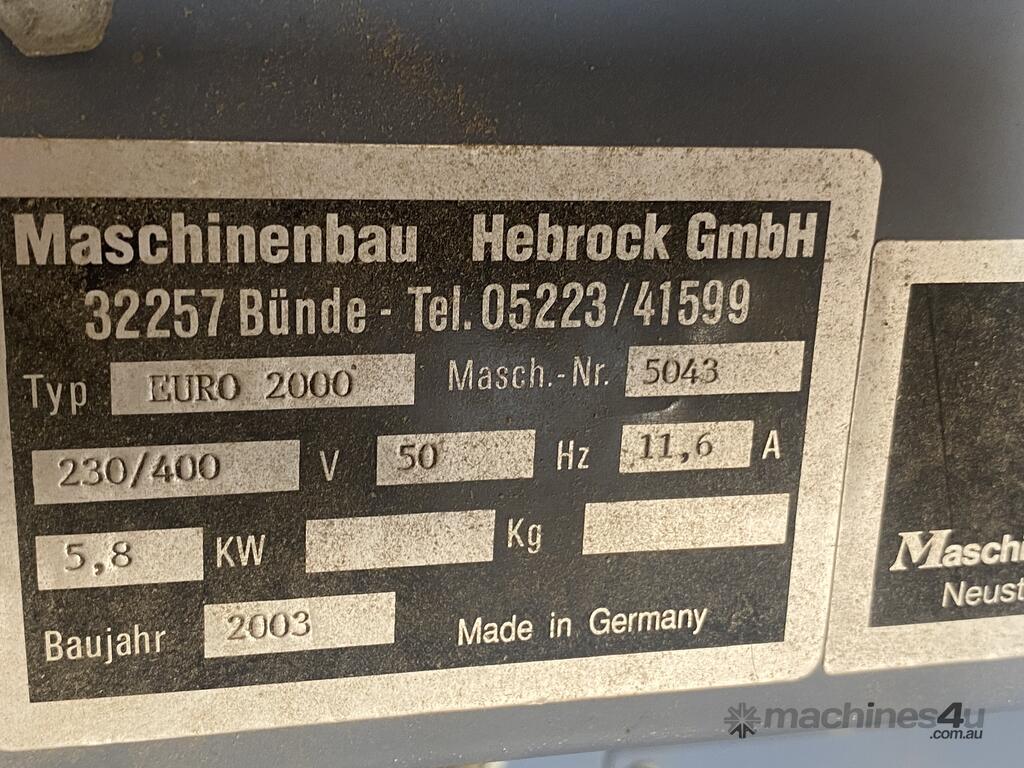 Maschinenbau Hebrock GmbH
32257 Bünde - Tel. 05223/41599
Typ EURO 2000 Masch.-Nr. 5043
230/400 V 50 Hz 11,6 A
5,8 KW Kg
Baujahr 2003 Made in Germany
Maschi
Neust
machines4u
.com.au